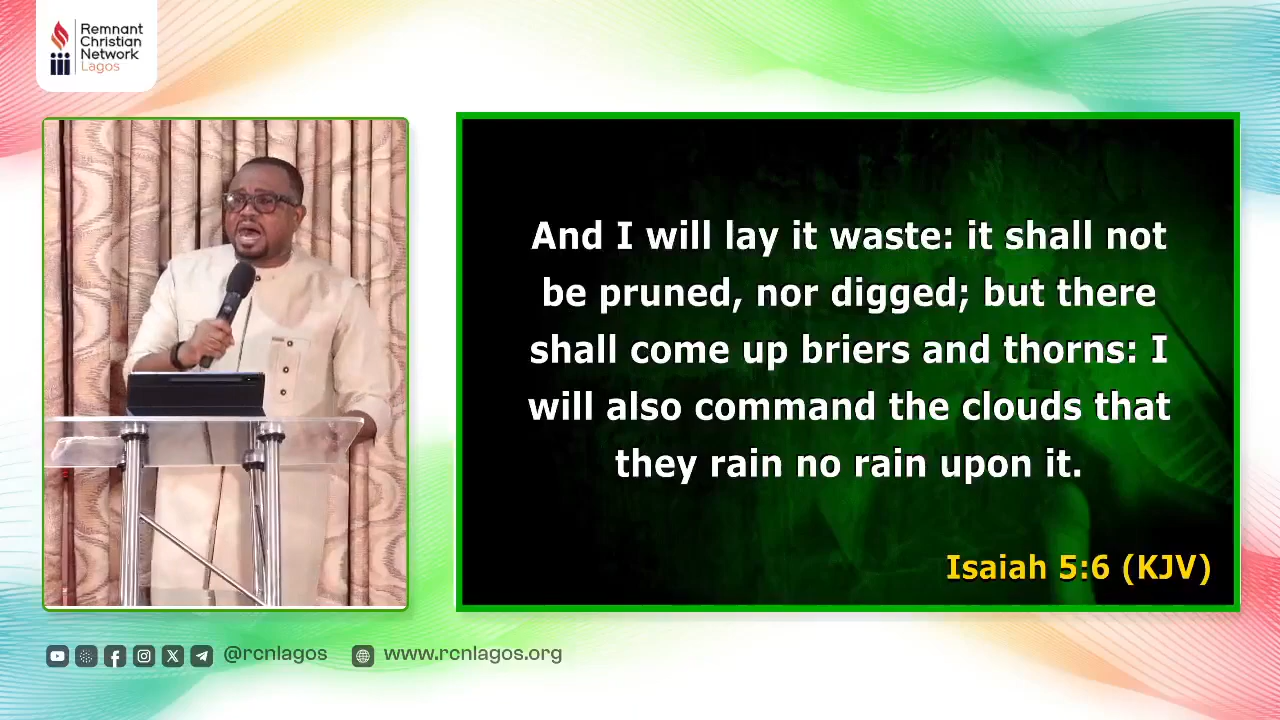 Remnant
Christian
Network
Lagos
And I will lay it waste: it shall not
be pruned, nor digged; but there
shall come up briers and thorns: I
will also command the clouds that
they rain no rain upon it.
Isaiah 5:6 (KJV)
@rcnlagos www.rcnlagos.org